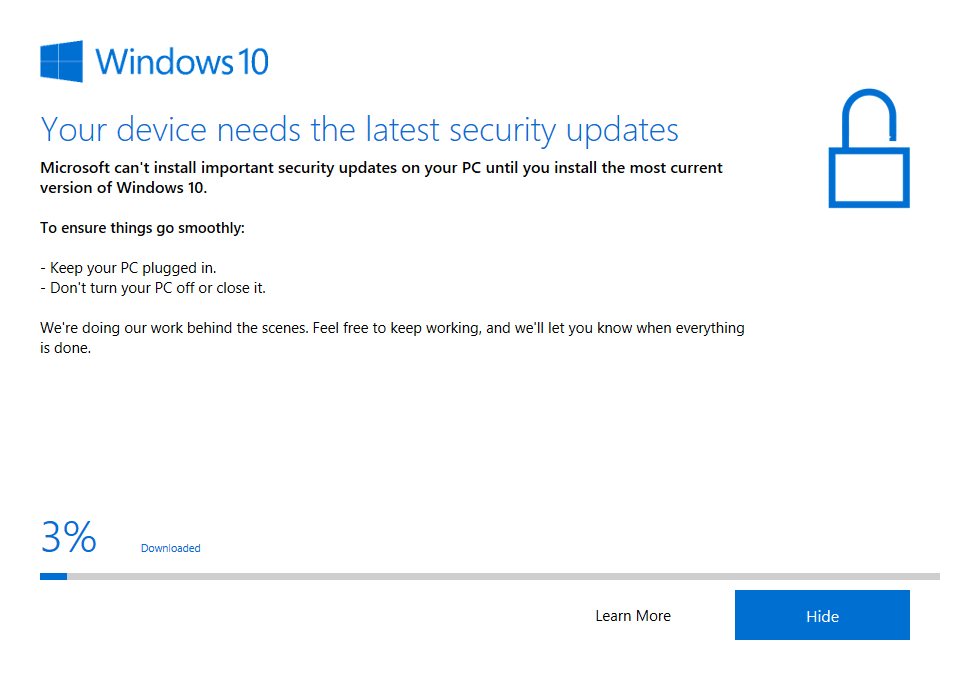 Windows 10
Your device needs the latest security updates
Microsoft can't install important security updates on your PC until you install the most current
version of Windows 10.
To ensure things go smoothly:
- Keep your PC plugged in.
- Don't turn your PC off or close it.
We're doing our work behind the scenes. Feel free to keep working, and we'll let you know when everything
is done.
3% Downloaded
Learn More Hide